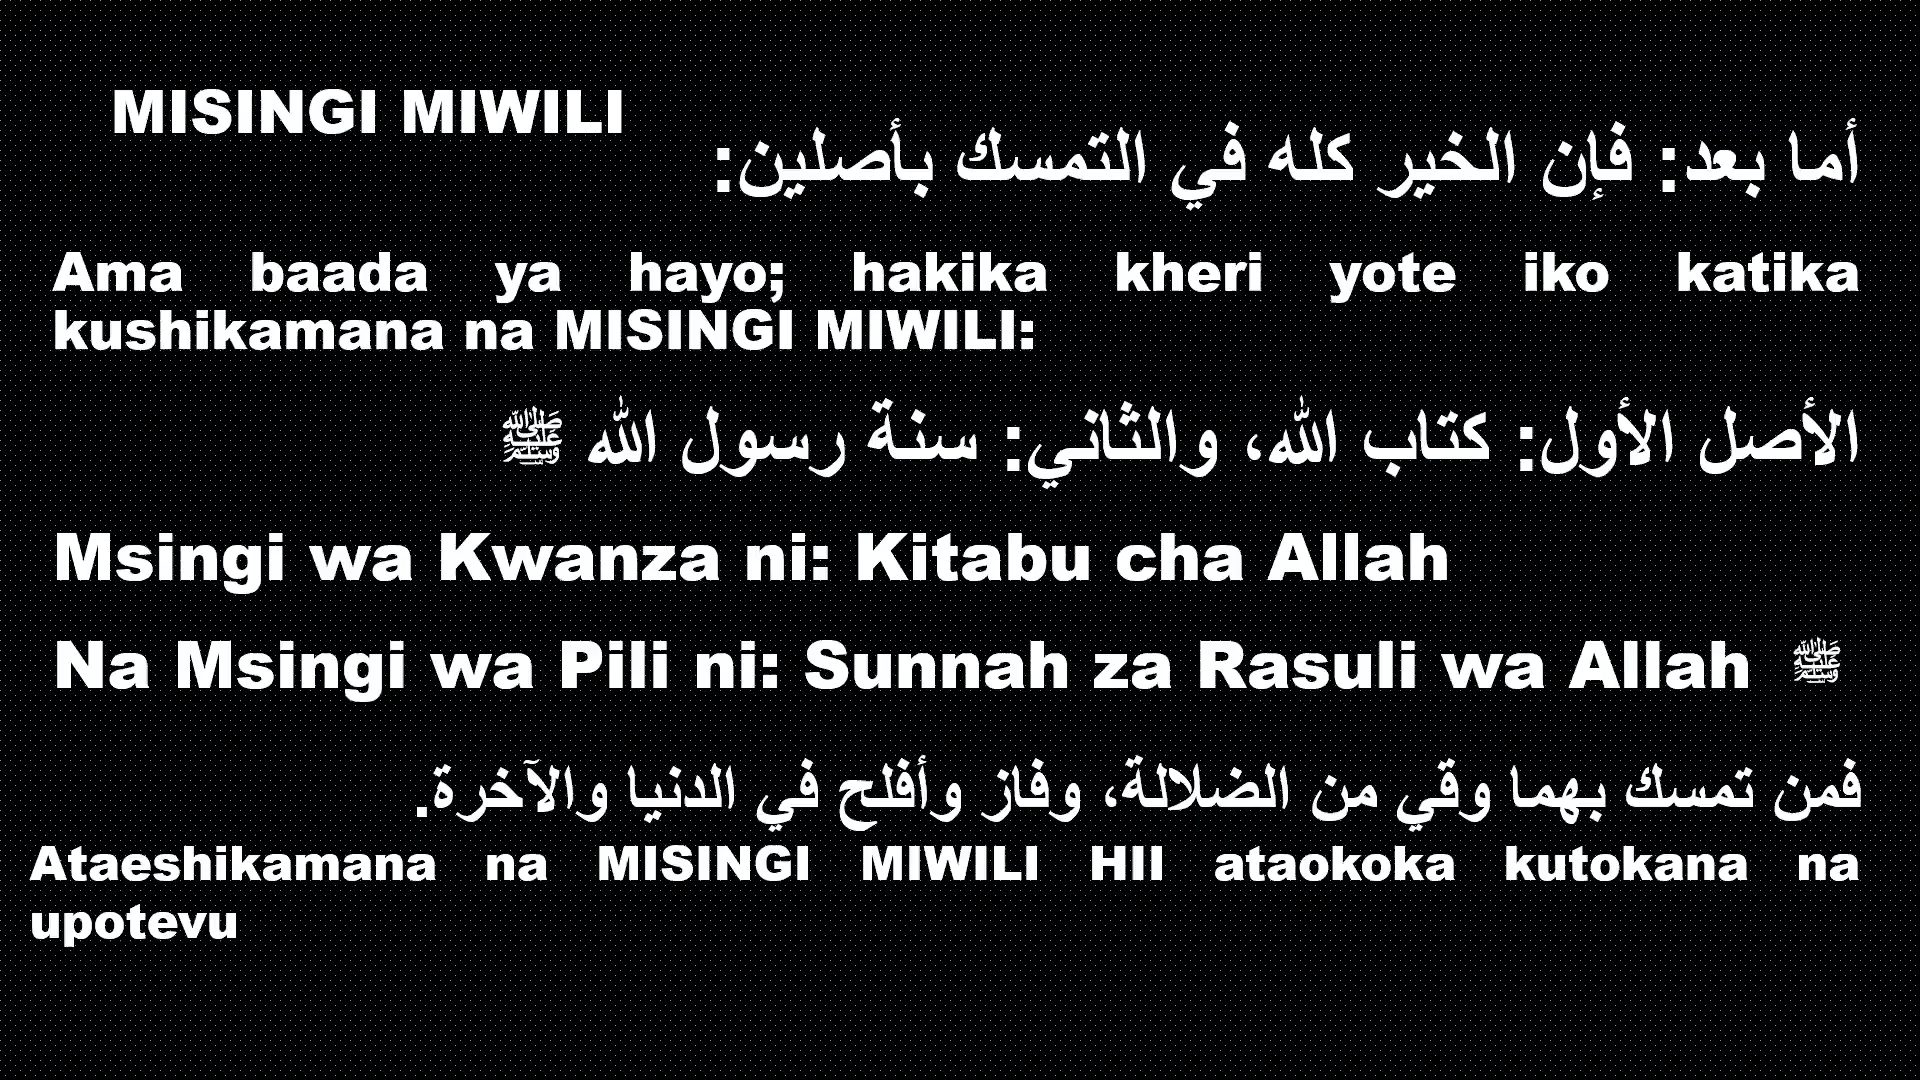 MISINGI MIWILI
أما بعد: فإن الخير كله في التمسك بأصلين:
Ama baada ya hayo; hakika kheri yote iko katika
kushikamana na MISINGI MIWILI:
الأصل الأول: كتاب الله، والثاني: سنة رسول الله ﷺ
Msingi wa Kwanza ni: Kitabu cha Allah
Na Msingi wa Pili ni: Sunnah za Rasuli wa Allah ﷺ
فمن تمسك بهما وقي من الضلالة، وفاز وأفلح في الدنيا والآخرة.
Ataeshikamana na MISINGI MIWILI HII ataokoka kutokana na
upotevu